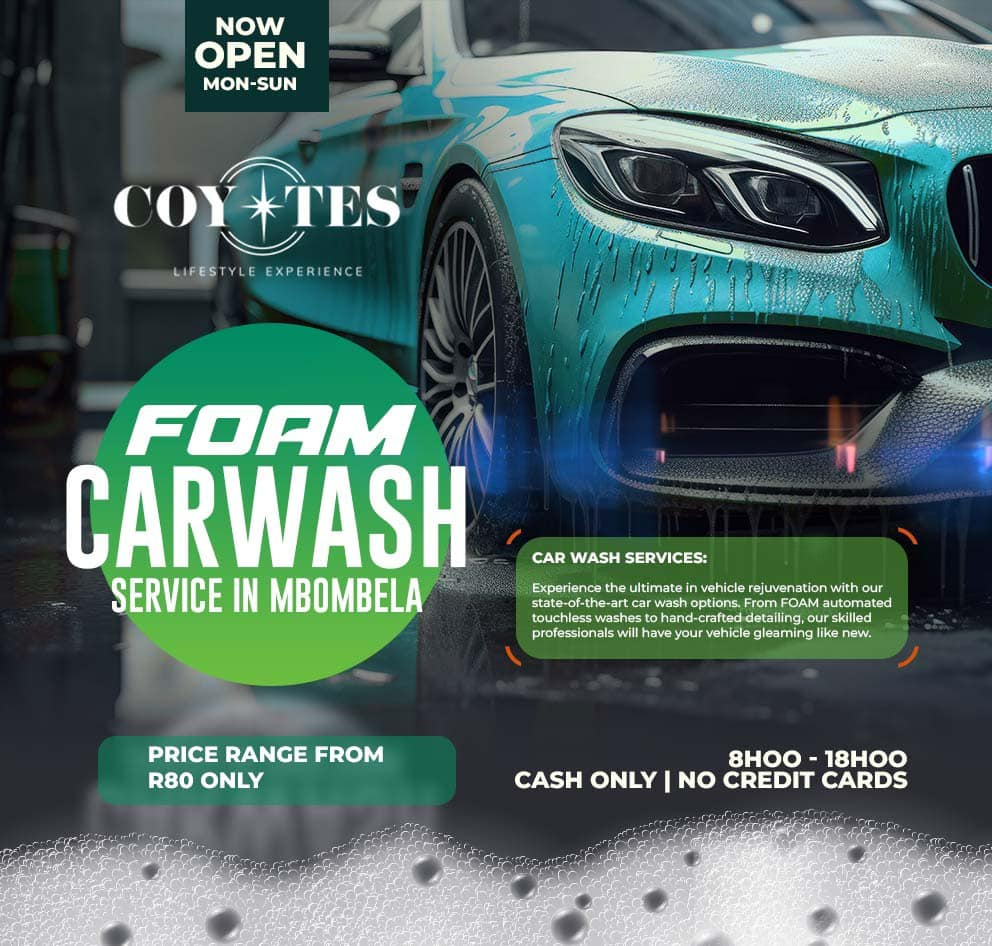 NOW
OPEN
MON-SUN
COYOTES
LIFESTYLE EXPERIENCE
FOAM
CARWASH
SERVICE IN MBOMBELA
CAR WASH SERVICES:
Experience the ultimate in vehicle rejuvenation with our
state-of-the-art car wash options. From FOAM automated
touchless washes to hand-crafted detailing, our skilled
professionals will have your vehicle gleaming like new.
PRICE RANGE FROM
R80 ONLY
8HOO - 18HOO
CASH ONLY | NO CREDIT CARDS